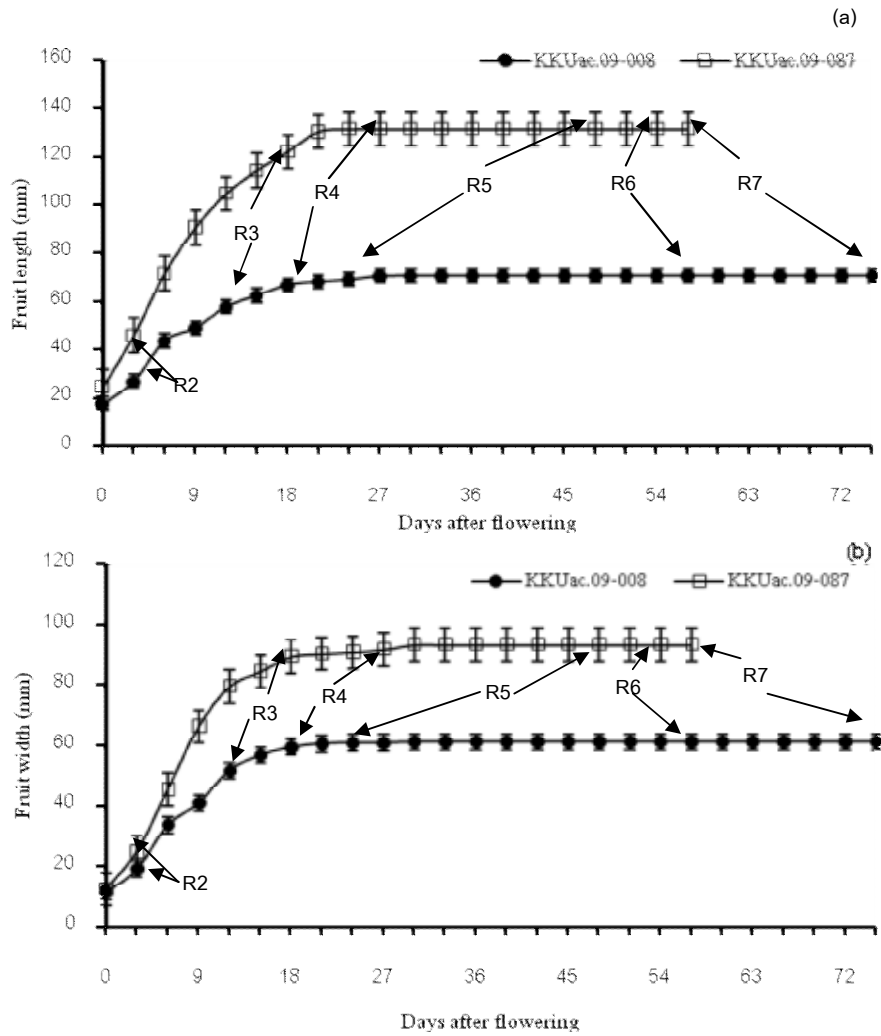 (a)
160
KKUac.09-008
KKUac.09-087
140
120
100
80
60
40
20
0
Fruit length (mm)
R2
R3
R4
R5
R6
R7
0 9 18 27 36 45 54 63 72
Days after flowering
(b)
120
KKUac.09-008
KKUac.09-087
100
80
60
40
20
0
Fruit width (mm)
R2
R3
R4
R5
R6
R7
0 9 18 27 36 45 54 63 72
Days after flowering